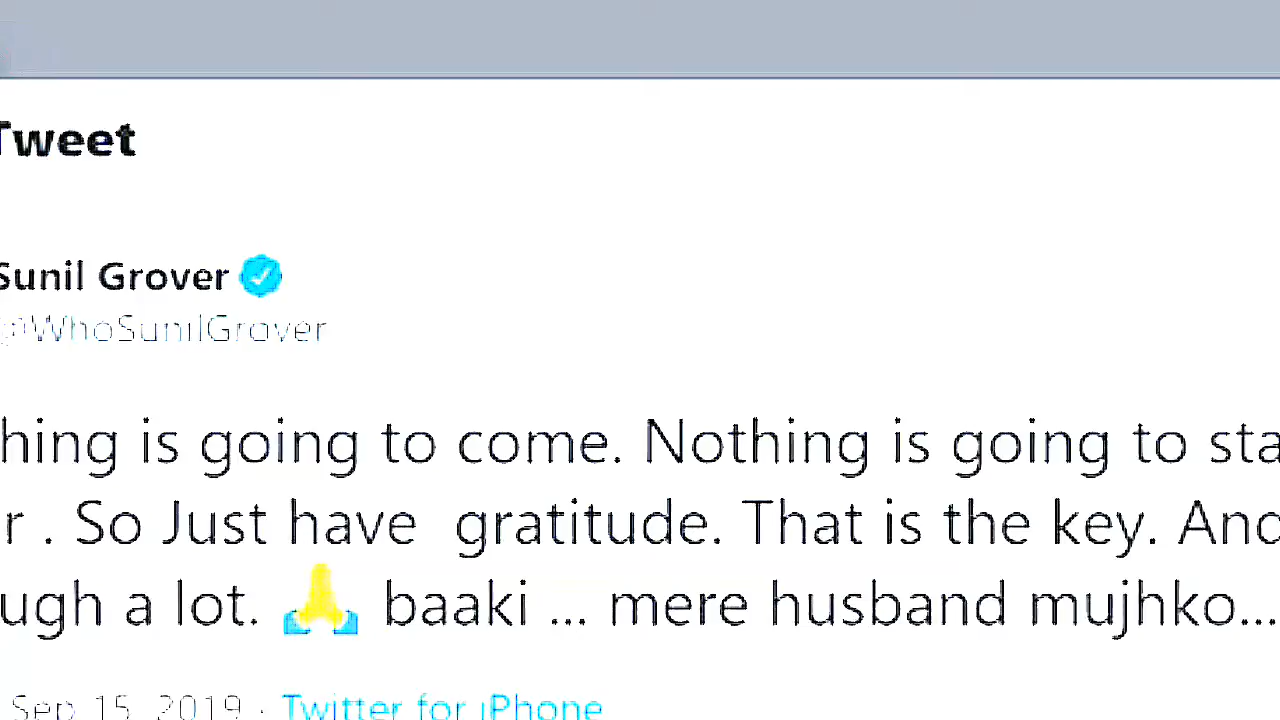 Tweet
Sunil Grover
@WhoSunilGrover
hing is going to come. Nothing is going to sta
r . So Just have gratitude. That is the key. And
ugh a lot. 🙏 baaki ... mere husband mujhko...
Sep 15, 2019 · Twitter for iPhone